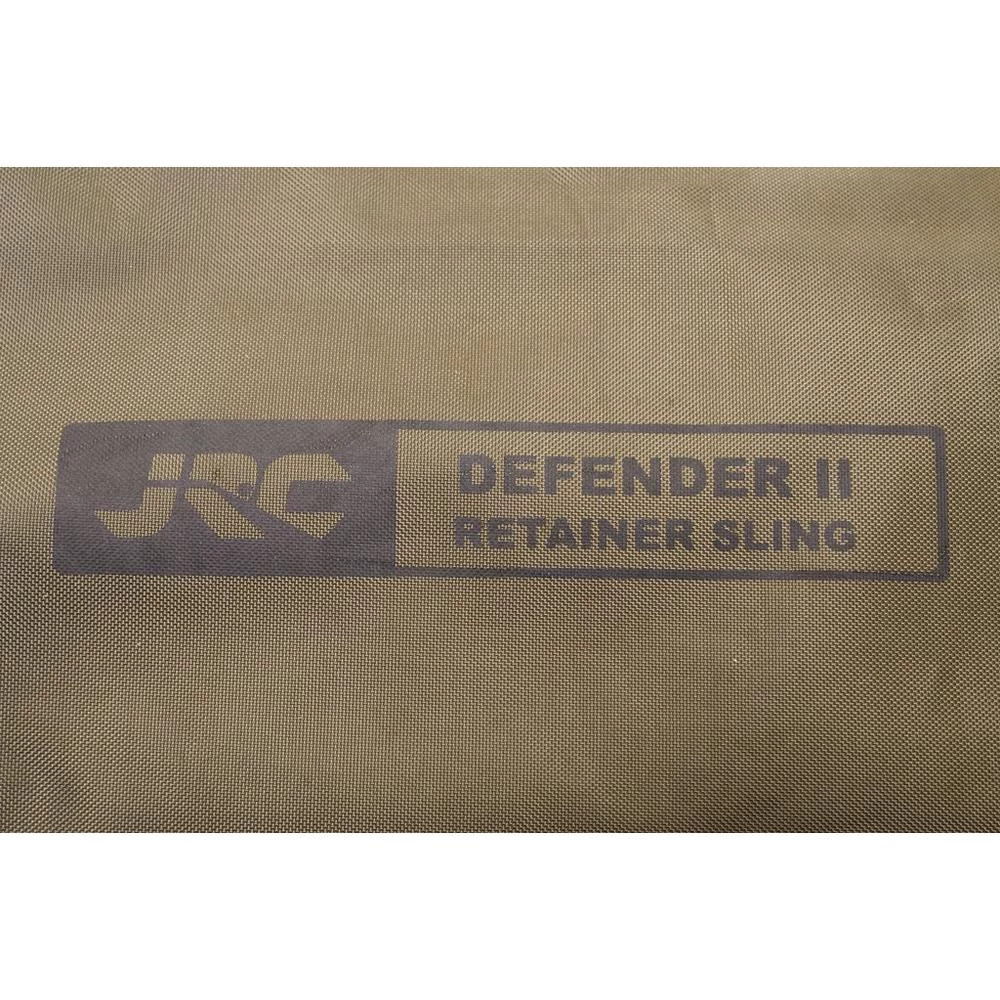 JRC
DEFENDER II
RETAINER SLING